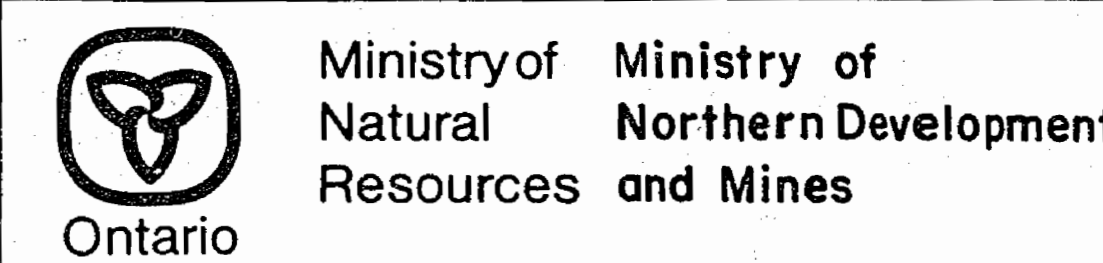 Ministry of
Natural
Resources
Ministry of
Northern Development
and Mines
Ontario